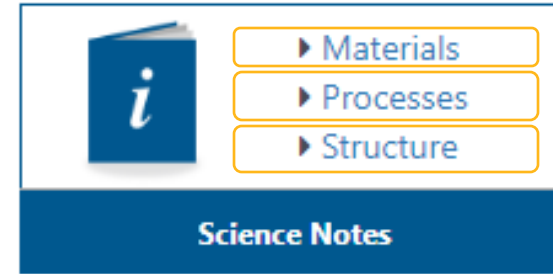 i
Materials
Processes
Structure
Science Notes